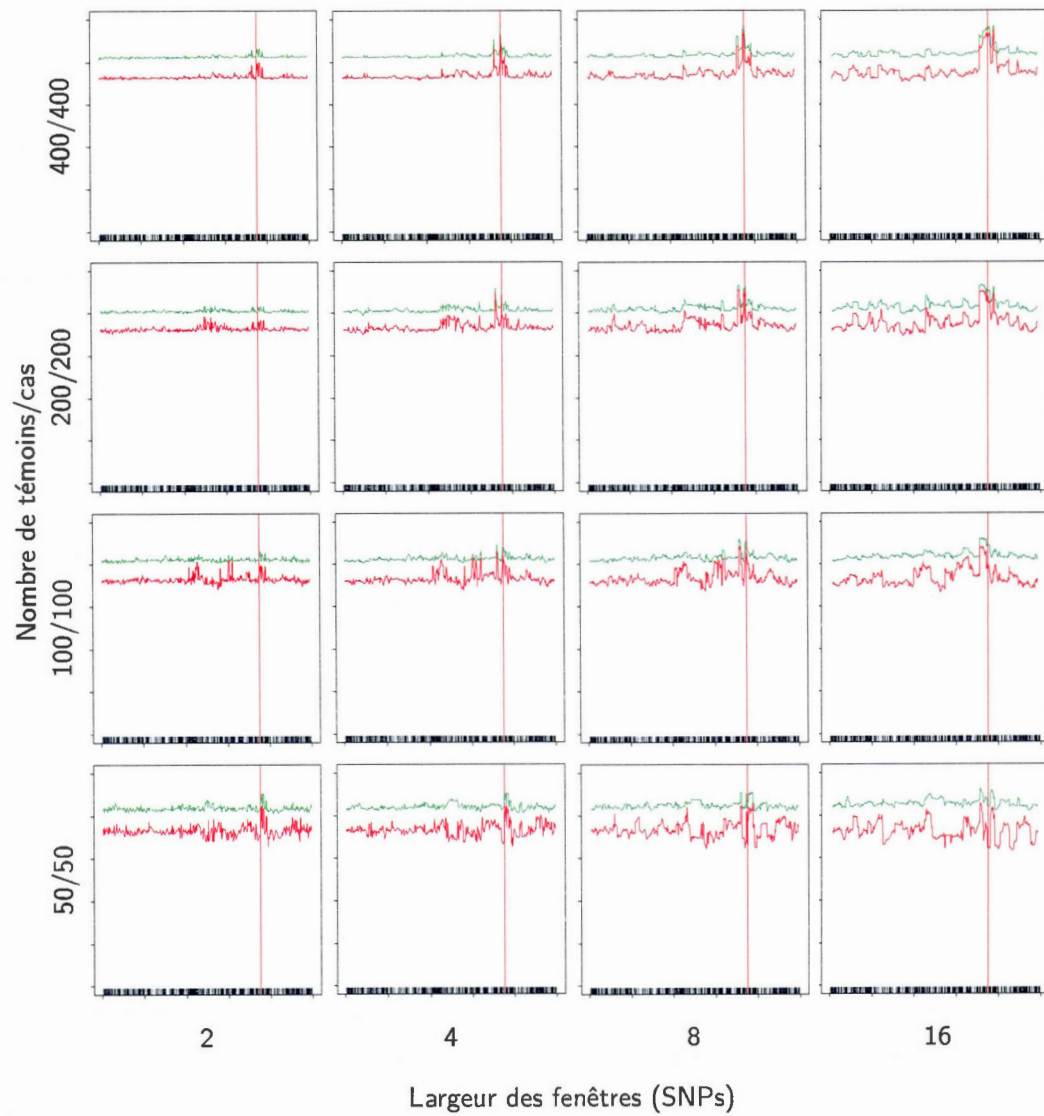 Nombre de témoins/cas
400/400
200/200
100/100
50/50
2 4 8 16
Largeur des fenêtres (SNPs)